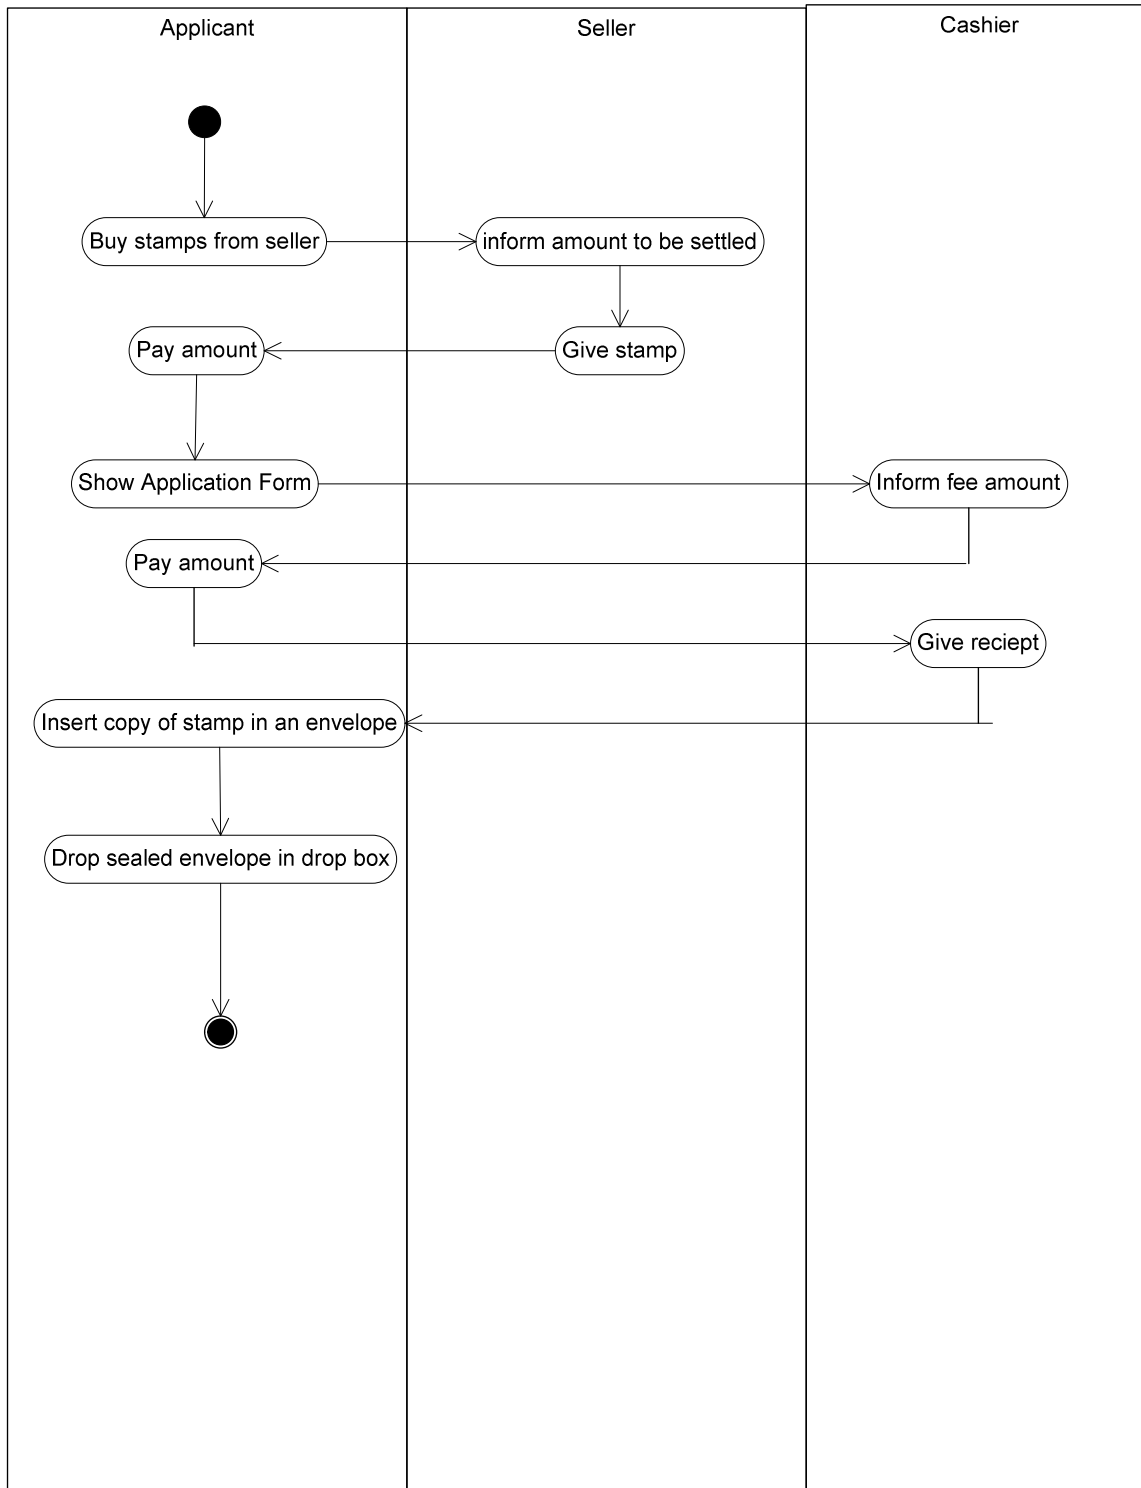 Applicant
Seller
Cashier
Buy stamps from seller
inform amount to be settled
Pay amount
Give stamp
Show Application Form
Inform fee amount
Pay amount
Give reciept
Insert copy of stamp in an envelope
Drop sealed envelope in drop box